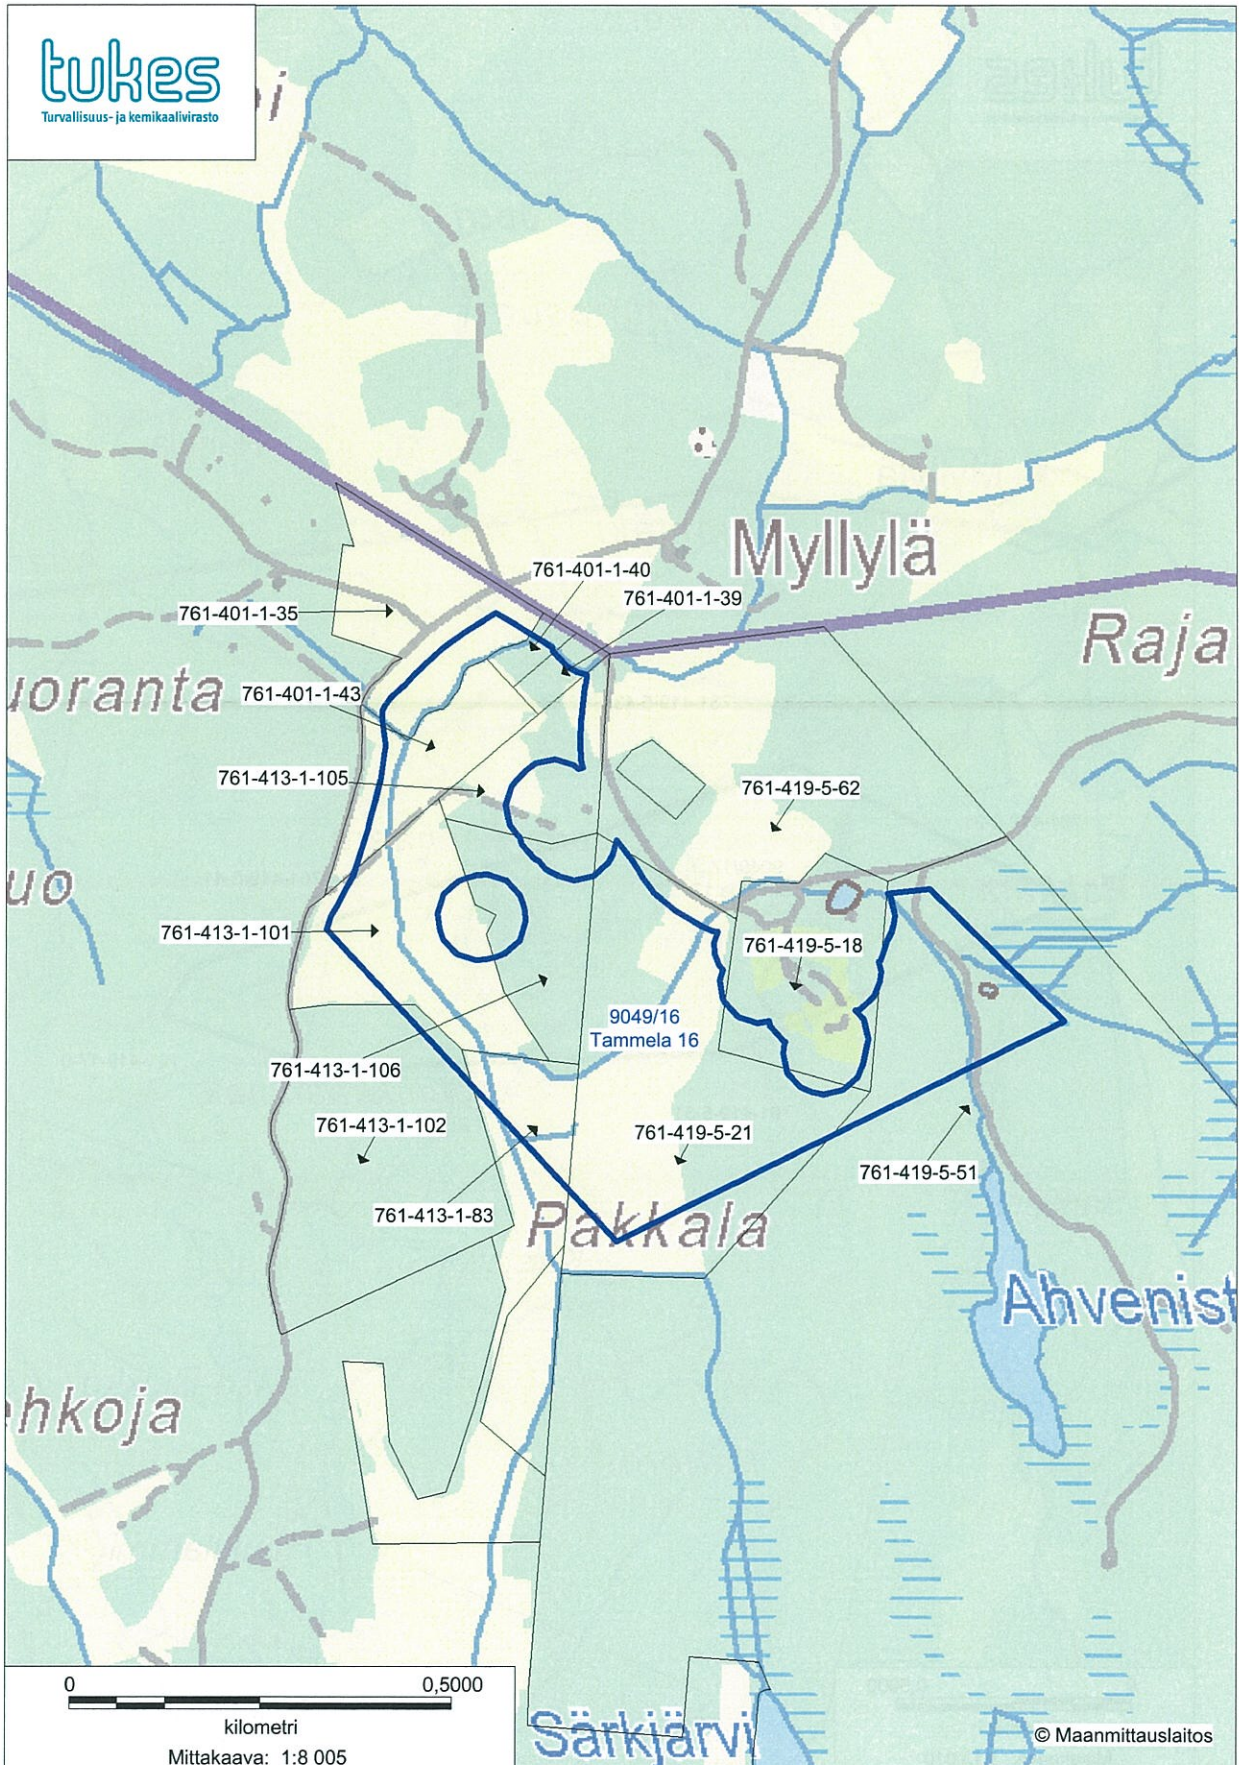 tukes
Turvallisuus- ja kemikaalivirasto
Myllylä
761-401-1-40
761-401-1-39
761-401-1-35
Raja
761-401-1-43
761-413-1-105
761-419-5-62
761-413-1-101
761-419-5-18
9049/16
Tammela 16
761-413-1-106
761-413-1-102
761-419-5-21
761-419-5-51
761-413-1-83
Pakkala
Ahvenist
0 0,5000
kilometri
Mittakaava: 1:8 005
Särkjärvi
© Maanmittauslaitos